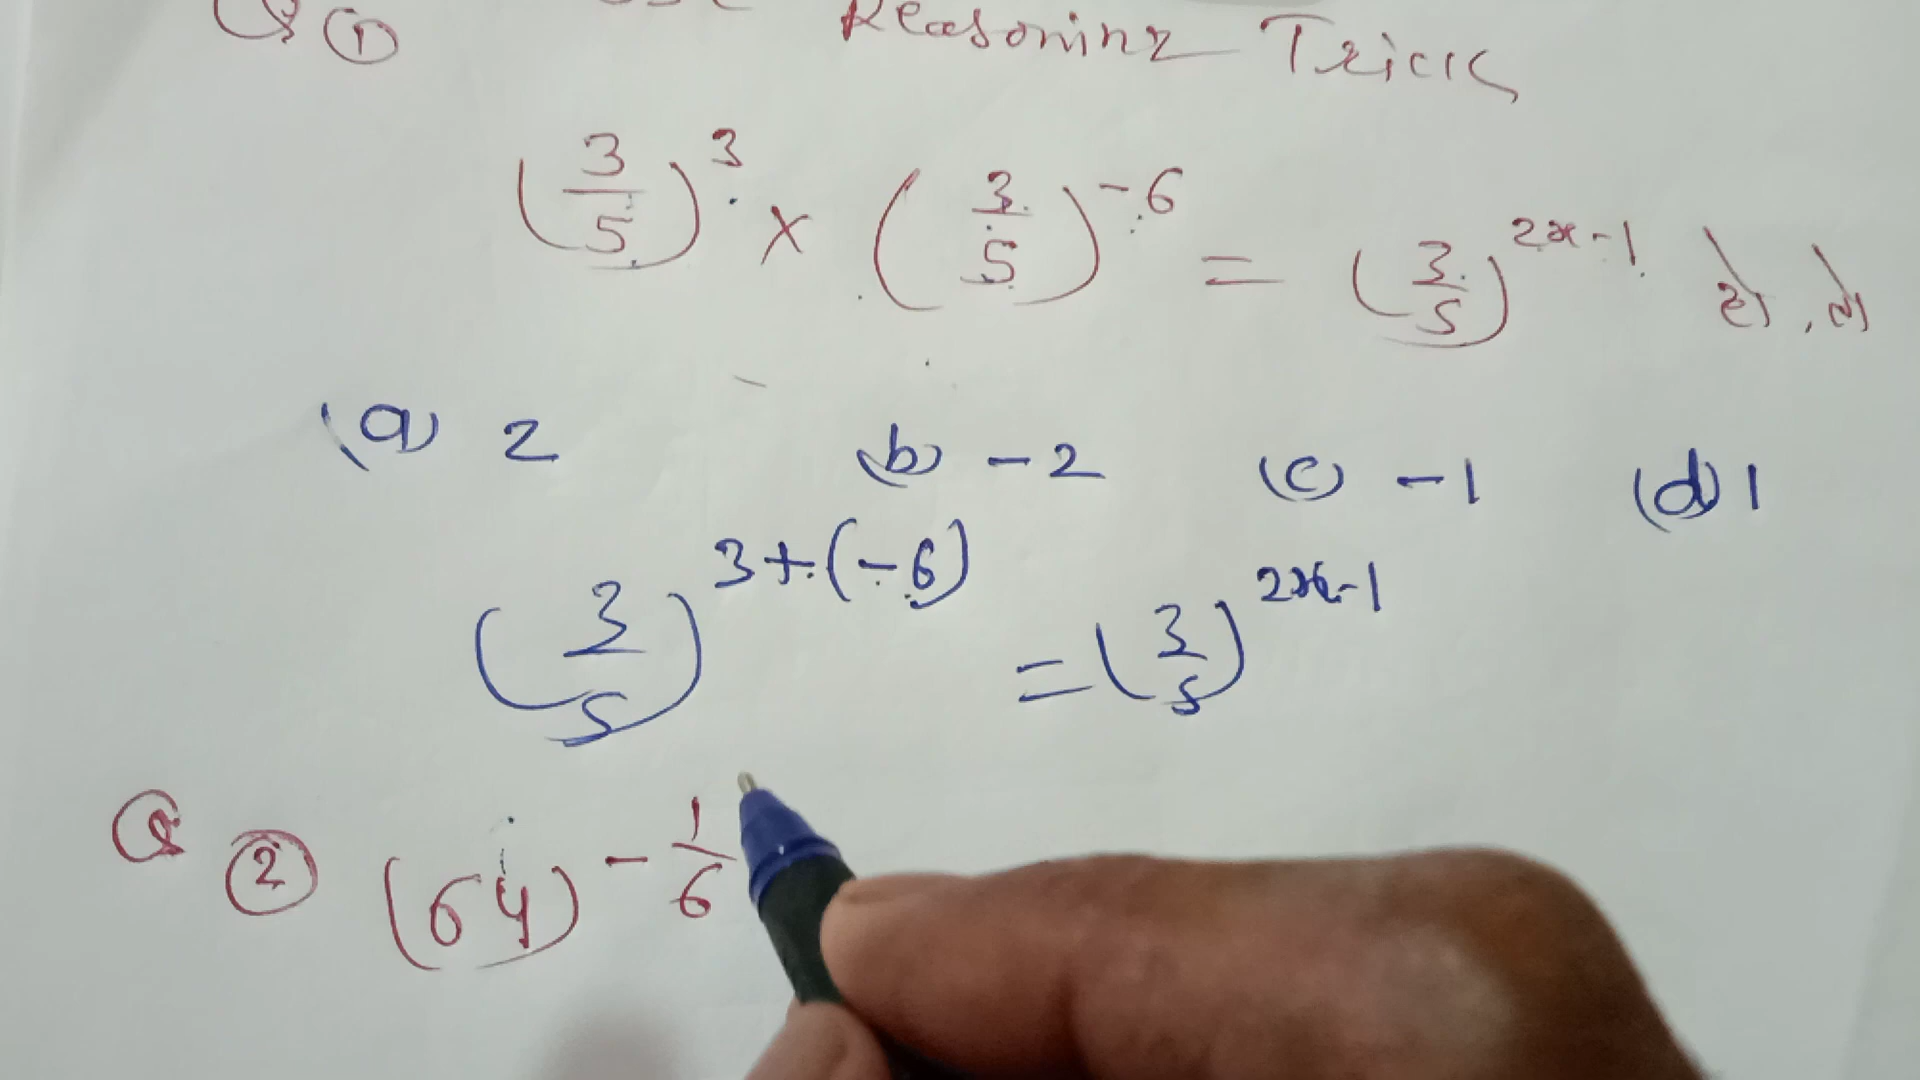 Q ① Reasoning Trick
(3/5)^3 × (3/5)^-6 = (3/5)^2x-1 हो, तो
(a) 2 (b) -2 (c) -1 (d) 1
(3/5)^3+(-6) = (3/5)^2x-1
Q ② (64)^-1/6